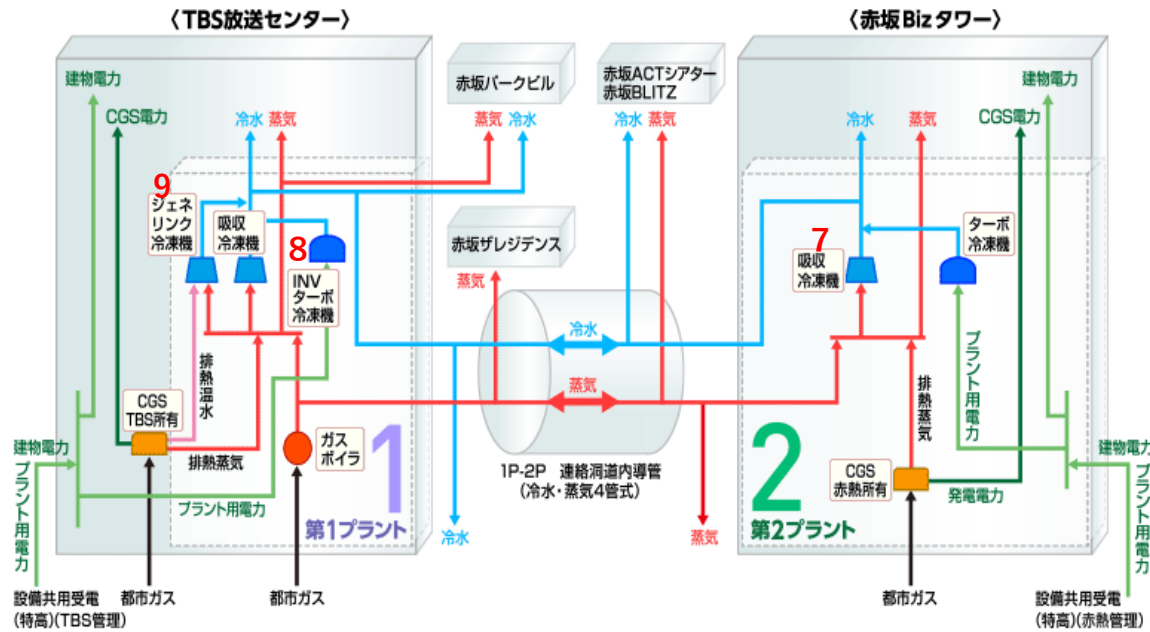 〈TBS放送センター〉
〈赤坂Bizタワー〉
建物電力
CGS電力
冷水
蒸気
赤坂パークビル
蒸気
冷水
赤坂ACTシアター
赤坂BLITZ
冷水
蒸気
冷水
蒸気
CGS電力
建物電力
9
ジェネ
リンク
冷凍機
吸収
冷凍機
8
INV
ターボ
冷凍機
赤坂ザレジデンス
蒸気
7
吸収
冷凍機
ターボ
冷凍機
冷水
蒸気
排熱温水
CGS
TBS所有
排熱蒸気
ガス
ボイラ
1
第1プラント
建物電力
プラント用電力
プラント用電力
1P-2P 連絡洞道内導管
(冷水・蒸気4管式)
冷水
蒸気
2
第2プラント
排熱蒸気
プラント用電力
CGS
赤熱所有
発電電力
建物電力
プラント用電力
設備共用受電
(特高)(TBS管理)
都市ガス
都市ガス
都市ガス
設備共用受電
(特高)(赤熱管理)